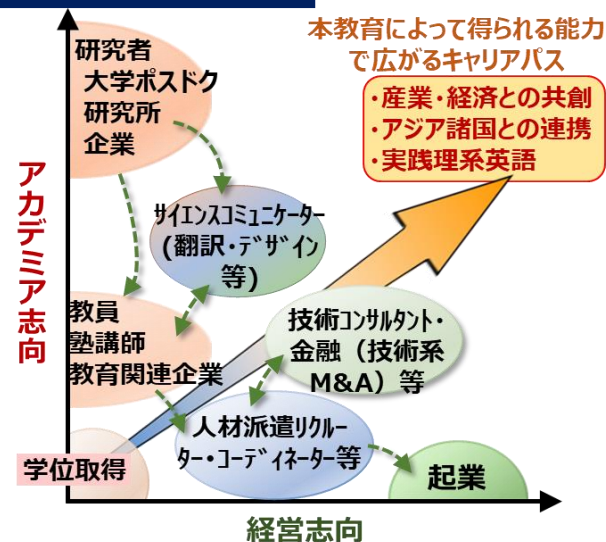 本教育によって得られる能力
で広がるキャリアパス
・産業・経済との共創
・アジア諸国との連携
・実践理系英語
研究者
大学ポスドク
研究所
企業
アカデミア志向
サイエンスコミュニケーター
(翻訳・デザイン
等)
教員
塾講師
教育関連企業
技術コンサルタント・
金融（技術系
M&A）等
人材派遣リクルー
ター・コーディネーター等
学位取得
起業
経営志向